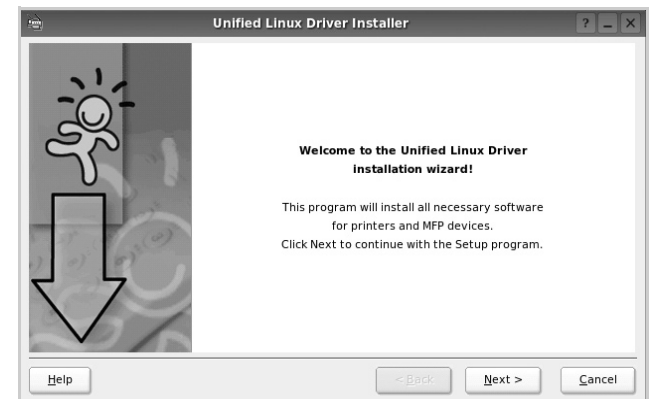 Unified Linux Driver Installer
Welcome to the Unified Linux Driver
installation wizard!
This program will install all necessary software
for printers and MFP devices.
Click Next to continue with the Setup program.
Help
< Back
Next >
Cancel